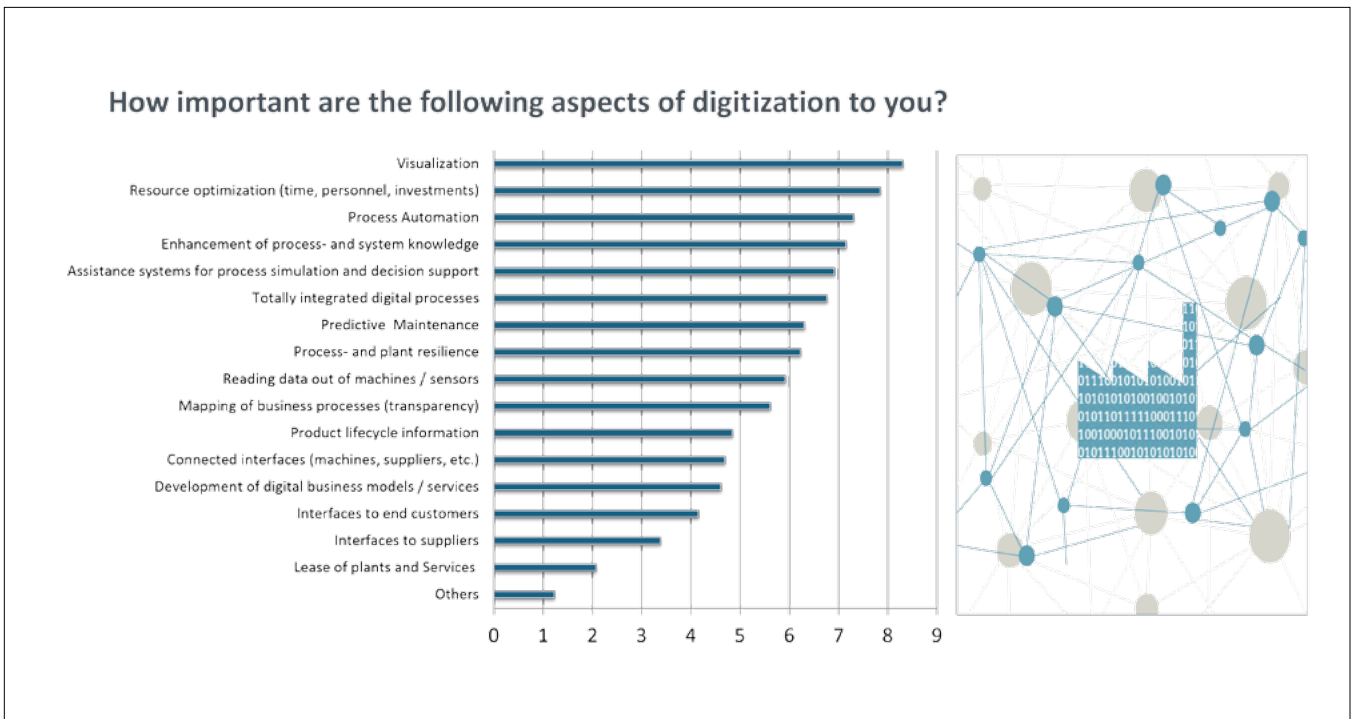 How important are the following aspects of digitization to you?
Visualization
Resource optimization (time, personnel, investments)
Process Automation
Enhancement of process- and system knowledge
Assistance systems for process simulation and decision support
Totally integrated digital processes
Predictive Maintenance
Process- and plant resilience
Reading data out of machines / sensors
Mapping of business processes (transparency)
Product lifecycle information
Connected interfaces (machines, suppliers, etc.)
Development of digital business models / services
Interfaces to end customers
Interfaces to suppliers
Lease of plants and Services
Others
0 1 2 3 4 5 6 7 8 9